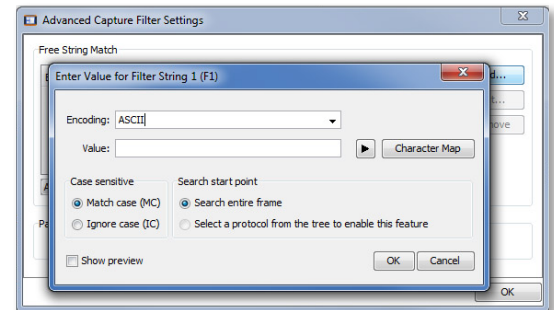 Advanced Capture Filter Settings
Free String Match
Enter Value for Filter String 1 (F1)
Encoding: ASCII
Value:
Character Map
Case sensitive
Search start point
Match case (MC)
Search entire frame
Ignore case (IC)
Select a protocol from the tree to enable this feature
Show preview
OK
Cancel
OK